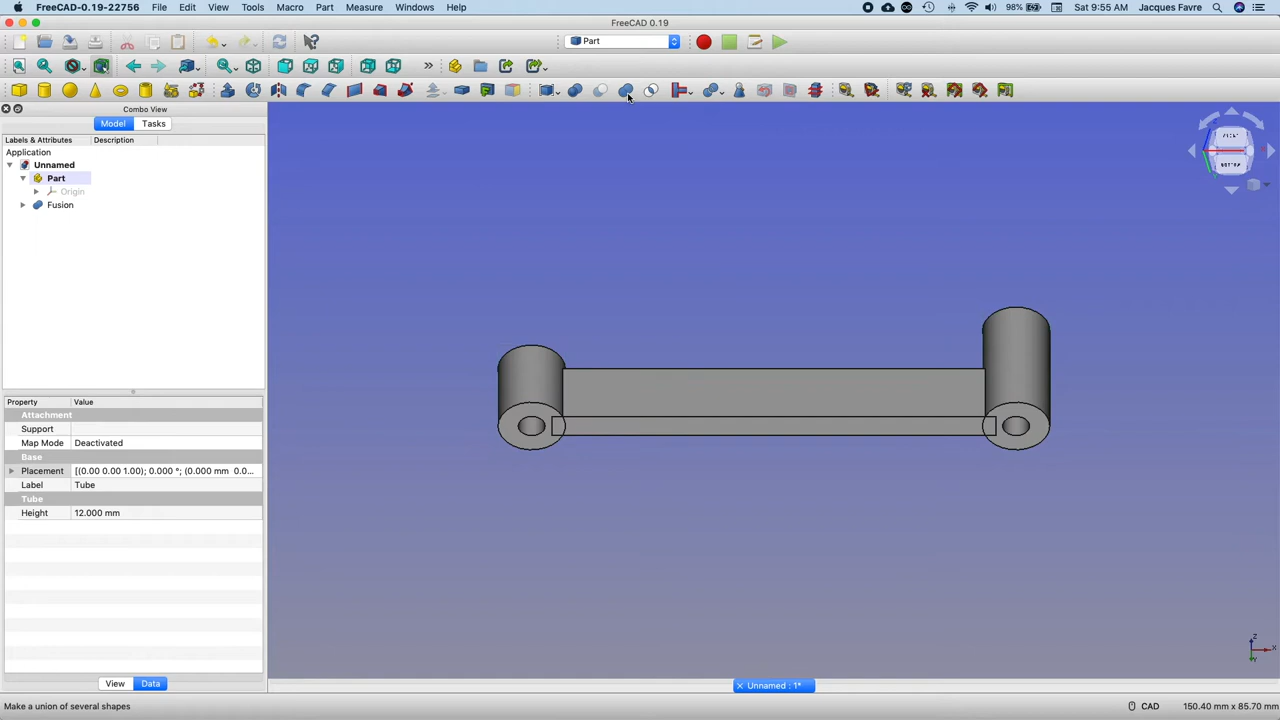 FreeCAD-0.19-22756 File Edit View Tools Macro Part Measure Windows Help 98% Sat 9:55 AM Jacques Favre
FreeCAD 0.19
Part
Combo View
Model Tasks
Labels & Attributes Description
Application
Unnamed
Part
Origin
Fusion
Property Value
Attachment
Support
Map Mode Deactivated
Base
Placement [(0.00 0.00 1.00); 0.000 °; (0.000 mm 0.0...
Label Tube
Tube
Height 12.000 mm
View Data
Unnamed : 1*
Z
X
Y
Make a union of several shapes CAD 150.40 mm x 85.70 mm